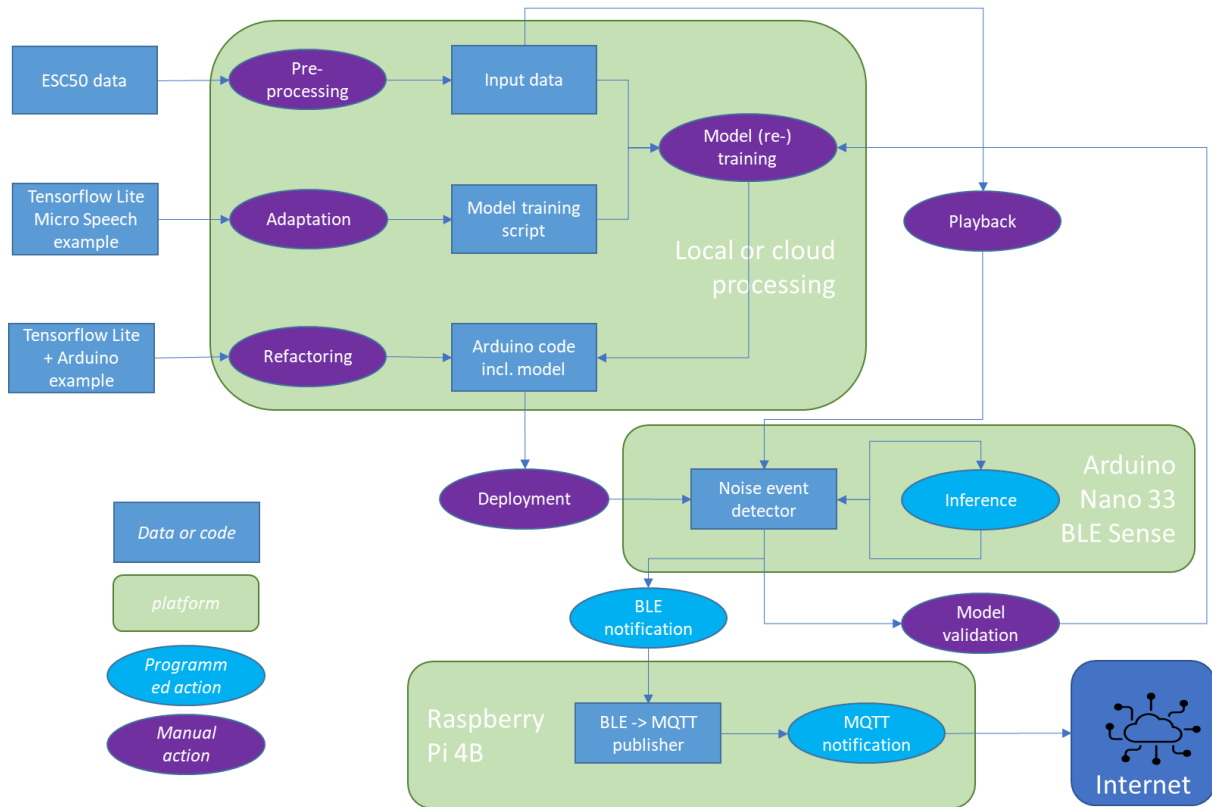 ESC50 data
Pre-
processing
Input data
Model (re-)
training
Tensorflow Lite
Micro Speech
example
Adaptation
Model training
script
Playback
Local or cloud
processing
Tensorflow Lite
+ Arduino
example
Refactoring
Arduino code
incl. model
Deployment
Noise event
detector
Inference
Arduino
Nano 33
BLE Sense
Data or code
platform
Programm
ed action
Manual
action
BLE
notification
Model
validation
Raspberry
Pi 4B
BLE -> MQTT
publisher
MQTT
notification
Internet